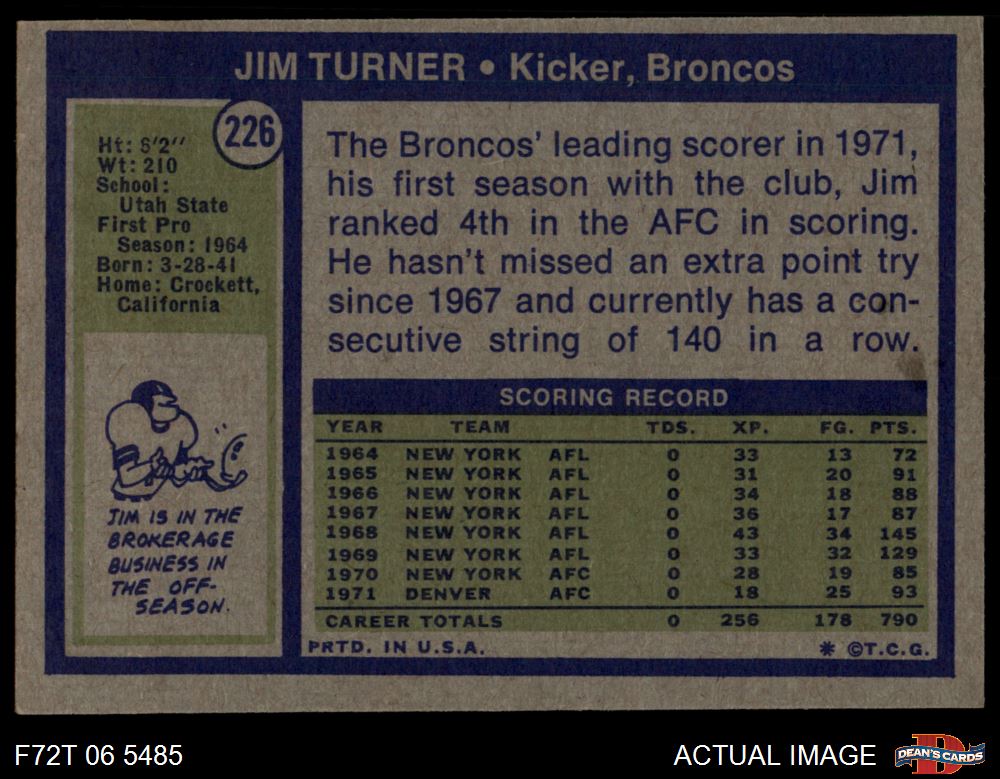 JIM TURNER • Kicker, Broncos
226
Ht: 6'2"
Wt: 210
School:
Utah State
First Pro
Season: 1964
Born: 3-28-41
Home: Crockett,
California
JIM IS IN THE
BROKERAGE
BUSINESS IN
THE OFF-
SEASON.
The Broncos' leading scorer in 1971,
his first season with the club, Jim
ranked 4th in the AFC in scoring.
He hasn't missed an extra point try
since 1967 and currently has a con-
secutive string of 140 in a row.
SCORING RECORD
YEAR TEAM TDS. XP. FG. PTS.
1964 NEW YORK AFL 0 33 13 72
1965 NEW YORK AFL 0 31 20 91
1966 NEW YORK AFL 0 34 18 88
1967 NEW YORK AFL 0 36 17 87
1968 NEW YORK AFL 0 43 34 145
1969 NEW YORK AFL 0 33 32 129
1970 NEW YORK AFC 0 28 19 85
1971 DENVER AFC 0 18 25 93
CAREER TOTALS 0 256 178 790
PRTD. IN U.S.A. * ©T.C.G.
F72T 06 5485 ACTUAL IMAGE D DEAN'S CARDS